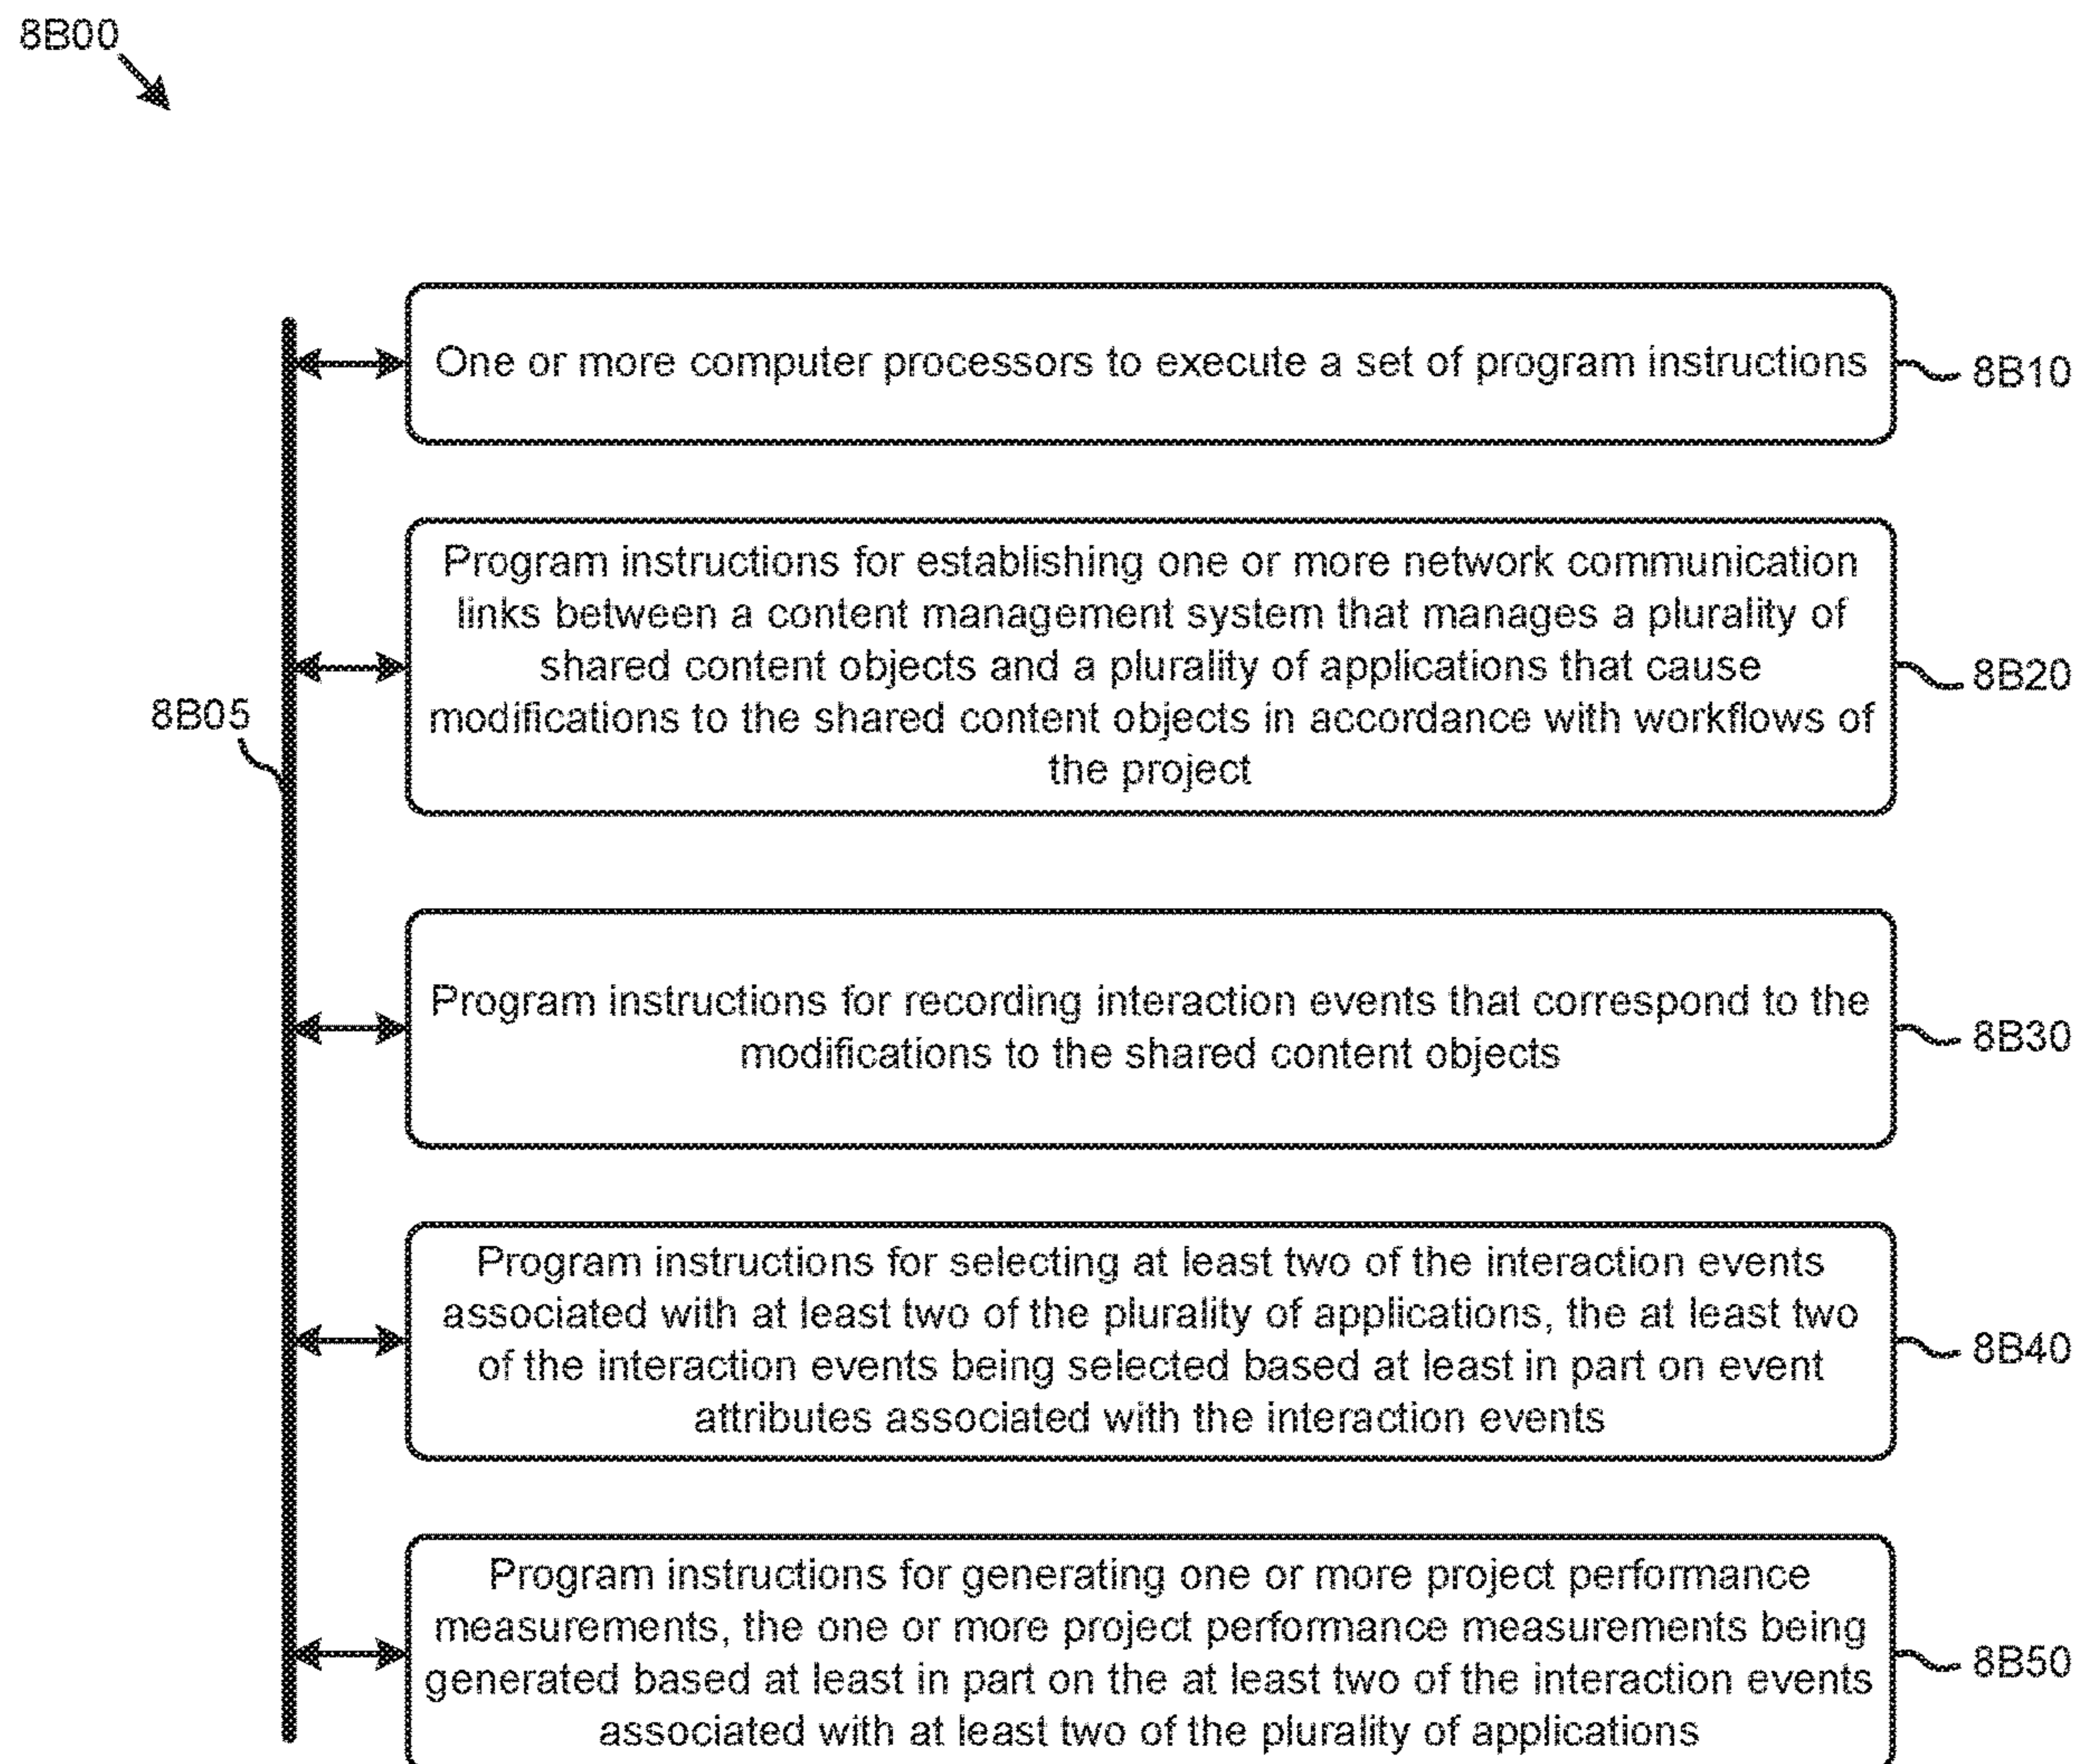 8B00
One or more computer processors to execute a set of program instructions
8B10
Program instructions for establishing one or more network communication
links between a content management system that manages a plurality of
shared content objects and a plurality of applications that cause
modifications to the shared content objects in accordance with workflows of
the project
8B20
8B05
Program instructions for recording interaction events that correspond to the
modifications to the shared content objects
8B30
Program instructions for selecting at least two of the interaction events
associated with at least two of the plurality of applications, the at least two
of the interaction events being selected based at least in part on event
attributes associated with the interaction events
8B40
Program instructions for generating one or more project performance
measurements, the one or more project performance measurements being
generated based at least in part on the at least two of the interaction events
associated with at least two of the plurality of applications
8B50